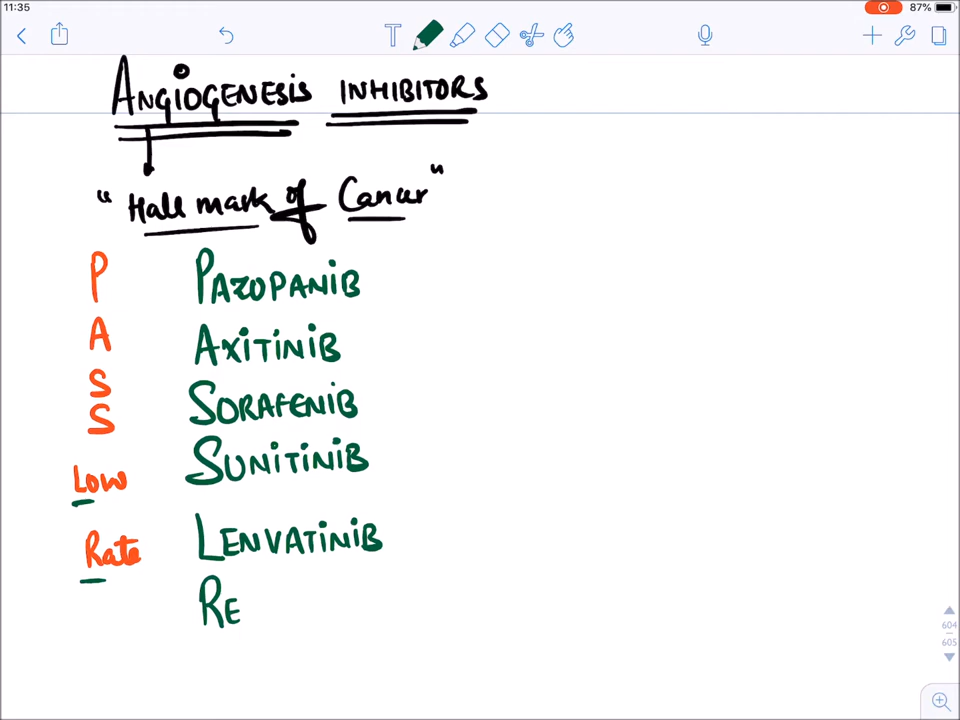 11:35
87%
T
ANGIOGENESIS INHIBITORS
"Hall mark of Cancer"
P PAZOPANIB
A AXITINIB
S SORAFENIB
S SUNITINIB
Low LENVATINIB
Rate RE
604
605